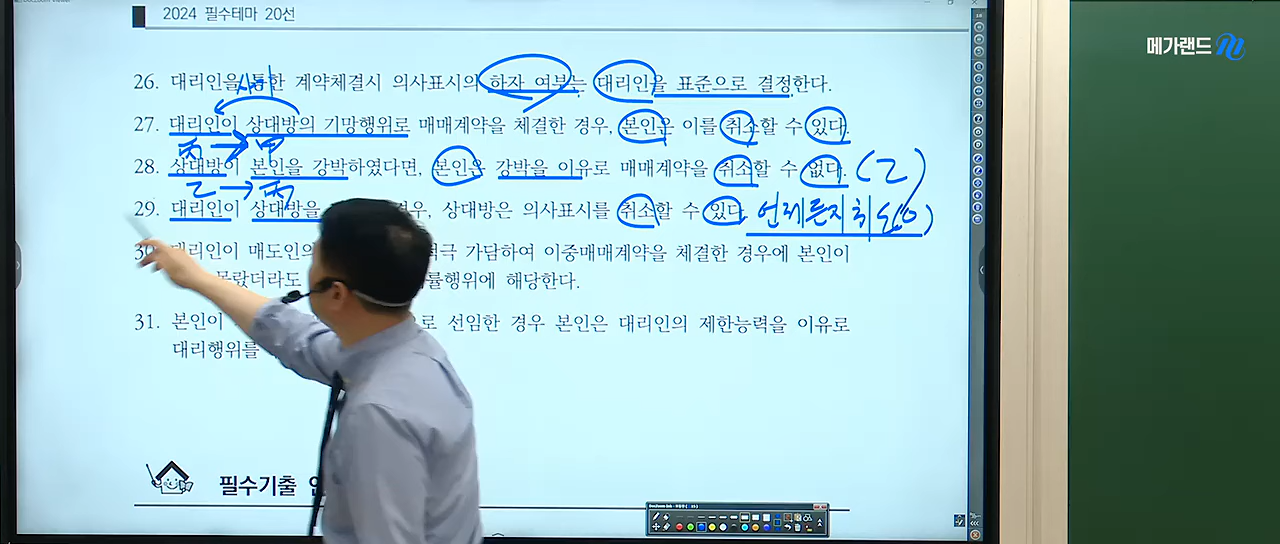 2024 필수테마 20선
메가랜드
26. 대리인을 통한 계약체결시 의사표시의 하자 여부는 대리인을 표준으로 결정한다.
사기
27. 대리인이 상대방의 기망행위로 매매계약을 체결한 경우, 본인은 이를 취소할 수 있다.
丙 → 甲
28. 상대방이 본인을 강박하였다면, 본인은 강박을 이유로 매매계약을 취소할 수 없다. (乙)
乙 → 丙
29. 대리인이 상대방을 경우, 상대방은 의사표시를 취소할 수 있다. 언제든지 취소(O)
30. 대리인이 매도인의 적극 가담하여 이중매매계약을 체결한 경우에 본인이
몰랐더라도 률행위에 해당한다.
31. 본인이 로 선임한 경우 본인은 대리인의 제한능력을 이유로
대리행위를
필수기출